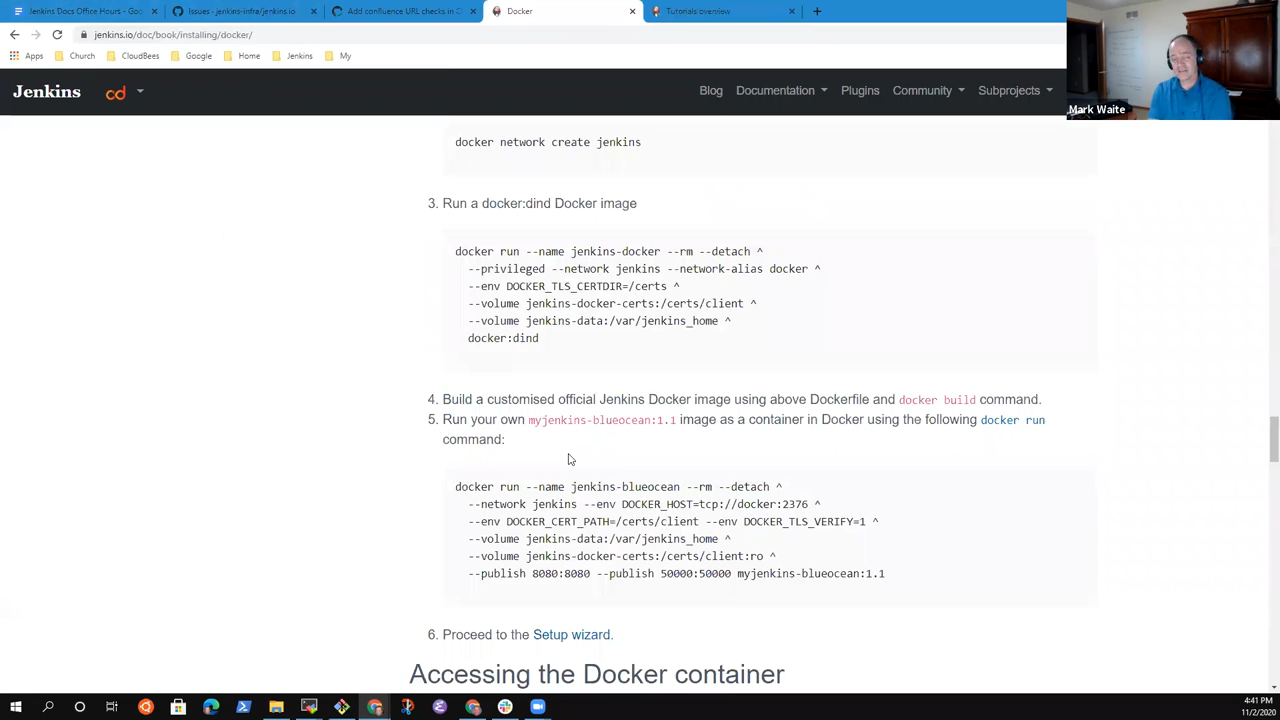 Jenkins Docs Office Hours - Goo
Issues · jenkins-infra/jenkins.io
Add confluence URL checks in C
Docker
Tutorials overview
jenkins.io/doc/book/installing/docker/
Apps
Church
CloudBees
Google
Home
Jenkins
My
Jenkins
cd
Blog
Documentation
Plugins
Community
Subprojects
Mark Waite
docker network create jenkins
3. Run a docker:dind Docker image
docker run --name jenkins-docker --rm --detach ^
--privileged --network jenkins --network-alias docker ^
--env DOCKER_TLS_CERTDIR=/certs ^
--volume jenkins-docker-certs:/certs/client ^
--volume jenkins-data:/var/jenkins_home ^
docker:dind
4. Build a customised official Jenkins Docker image using above Dockerfile and docker build command.
5. Run your own myjenkins-blueocean:1.1 image as a container in Docker using the following docker run
command:
docker run --name jenkins-blueocean --rm --detach ^
--network jenkins --env DOCKER_HOST=tcp://docker:2376 ^
--env DOCKER_CERT_PATH=/certs/client --env DOCKER_TLS_VERIFY=1 ^
--volume jenkins-data:/var/jenkins_home ^
--volume jenkins-docker-certs:/certs/client:ro ^
--publish 8080:8080 --publish 50000:50000 myjenkins-blueocean:1.1
6. Proceed to the Setup wizard.
Accessing the Docker container
4:41 PM
11/2/2020